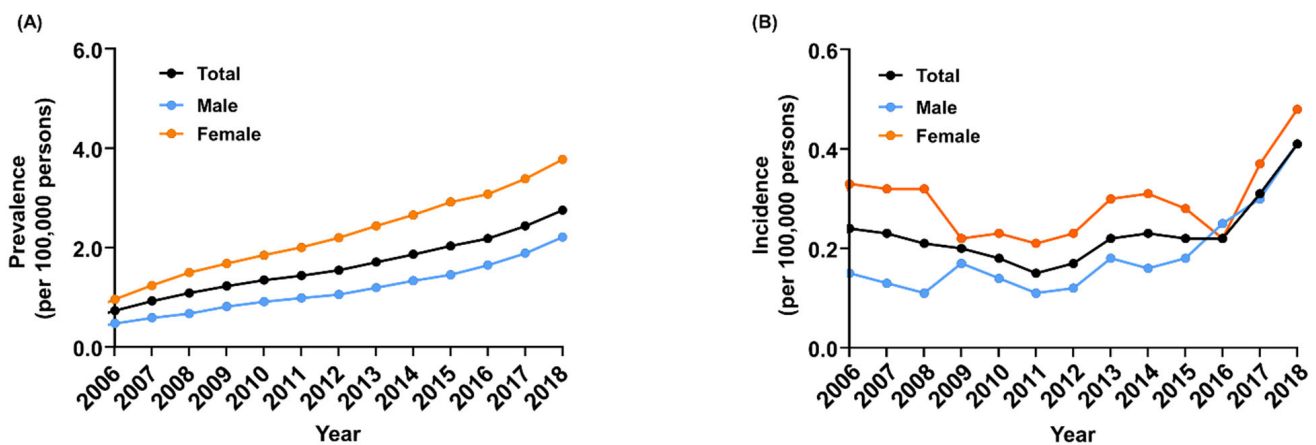 (A)
6.0
4.0
2.0
0.0
Prevalence
(per 100,000 persons)
Total
Male
Female
2006
2007
2008
2009
2010
2011
2012
2013
2014
2015
2016
2017
2018
Year
(B)
0.6
0.4
0.2
0.0
Incidence
(per 100,000 persons)
Total
Male
Female
2006
2007
2008
2009
2010
2011
2012
2013
2014
2015
2016
2017
2018
Year